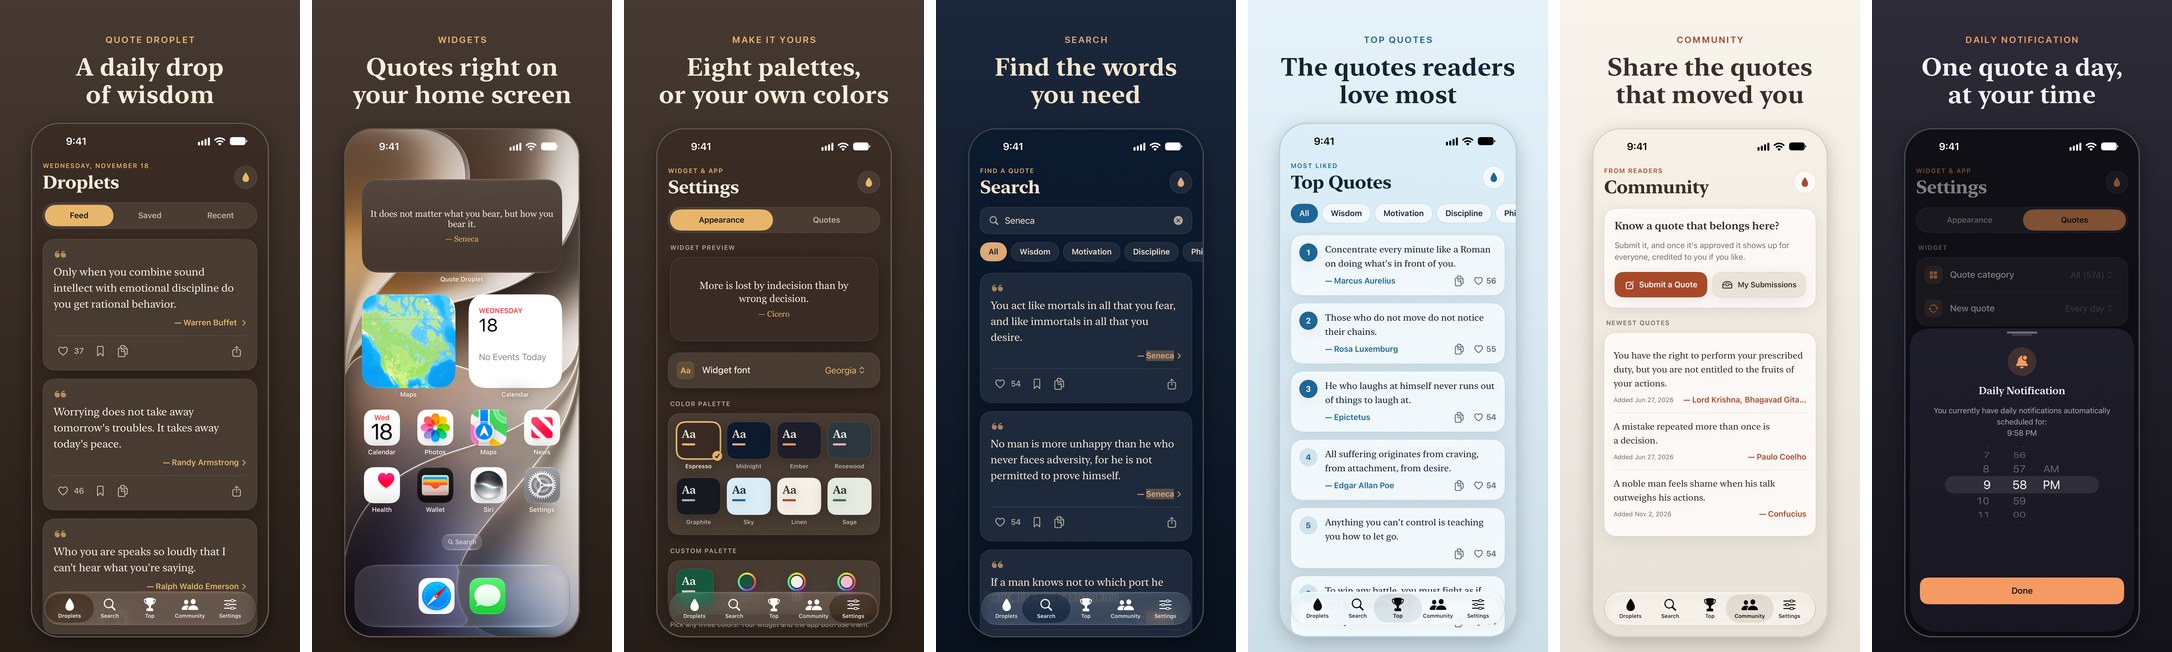 QUOTE DROPLET
A daily drop
of wisdom
9:41
WEDNESDAY, NOVEMBER 18
Droplets
Feed
Saved
Recent
Only when you combine sound
intellect with emotional discipline do
you get rational behavior.
— Warren Buffet
37
Worrying does not take away
tomorrow's troubles. It takes away
today's peace.
— Randy Armstrong
46
Who you are speaks so loudly that I
can't hear what you're saying.
— Ralph Waldo Emerson
Droplets
Search
Top
Community
Settings
WIDGETS
Quotes right on
your home screen
9:41
It does not matter what you bear, but how you
bear it.
— Seneca
Quote Droplet
WEDNESDAY
18
No Events Today
Maps
Calendar
Wed
18
Calendar
Photos
Maps
News
Health
Wallet
Siri
Settings
Search
MAKE IT YOURS
Eight palettes,
or your own colors
9:41
WIDGET & APP
Settings
Appearance
Quotes
WIDGET PREVIEW
More is lost by indecision than by
wrong decision.
— Cicero
Aa
Widget font
Georgia
COLOR PALETTE
Aa
Aa
Aa
Aa
Espresso
Midnight
Ember
Rosewood
Aa
Aa
Aa
Aa
Graphite
Sky
Linen
Sage
CUSTOM PALETTE
Aa
Droplets
Search
Top
Community
Settings
SEARCH
Find the words
you need
9:41
FIND A QUOTE
Search
Seneca
All
Wisdom
Motivation
Discipline
Phi
You act like mortals in all that you fear,
and like immortals in all that you
desire.
— Seneca
54
No man is more unhappy than he who
never faces adversity, for he is not
permitted to prove himself.
— Seneca
54
If a man knows not to which port he
Droplets
Search
Top
Community
Settings
TOP QUOTES
The quotes readers
love most
9:41
MOST LIKED
Top Quotes
All
Wisdom
Motivation
Discipline
Phi
1
Concentrate every minute like a Roman
on doing what's in front of you.
— Marcus Aurelius
56
2
Those who do not move do not notice
their chains.
— Rosa Luxemburg
55
3
He who laughs at himself never runs out
of things to laugh at.
— Epictetus
54
4
All suffering originates from craving,
from attachment, from desire.
— Edgar Allan Poe
54
5
Anything you can't control is teaching
you how to let go.
54
To win any battle, you must fight as if
Droplets
Search
Top
Community
Settings
COMMUNITY
Share the quotes
that moved you
9:41
FROM READERS
Community
Know a quote that belongs here?
Submit it, and once it's approved it shows up for
everyone, credited to you if you like.
Submit a Quote
My Submissions
NEWEST QUOTES
You have the right to perform your prescribed
duty, but you are not entitled to the fruits of
your actions.
Added Jun 27, 2026
— Lord Krishna, Bhagavad Gita...
A mistake repeated more than once is
a decision.
Added Jun 27, 2026
— Paulo Coelho
A noble man feels shame when his talk
outweighs his actions.
Added Nov 2, 2026
— Confucius
Droplets
Search
Top
Community
Settings
DAILY NOTIFICATION
One quote a day,
at your time
9:41
WIDGET & APP
Settings
Appearance
Quotes
WIDGET
Quote category
All (574)
New quote
Every day
Daily Notification
You currently have daily notifications automatically
scheduled for:
9:58 PM
7 56
8 57 AM
9 58 PM
10 59
11 00
Done